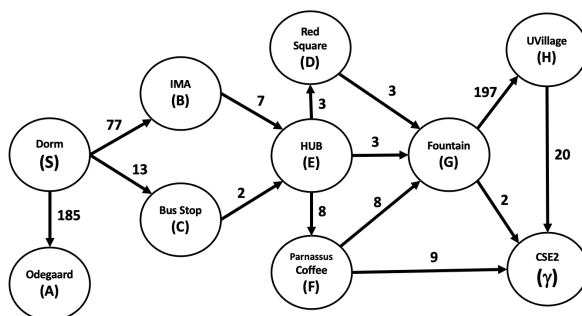 Red
Square
(D)
UVillage
(H)
IMA
(B)
3
197
77
7
3
Dorm
(S)
HUB
(E)
3
Fountain
(G)
13
20
2
Bus Stop
(C)
2
185
8
8
Odegaard
(A)
Parnassus
Coffee
(F)
9
CSE2
(γ)